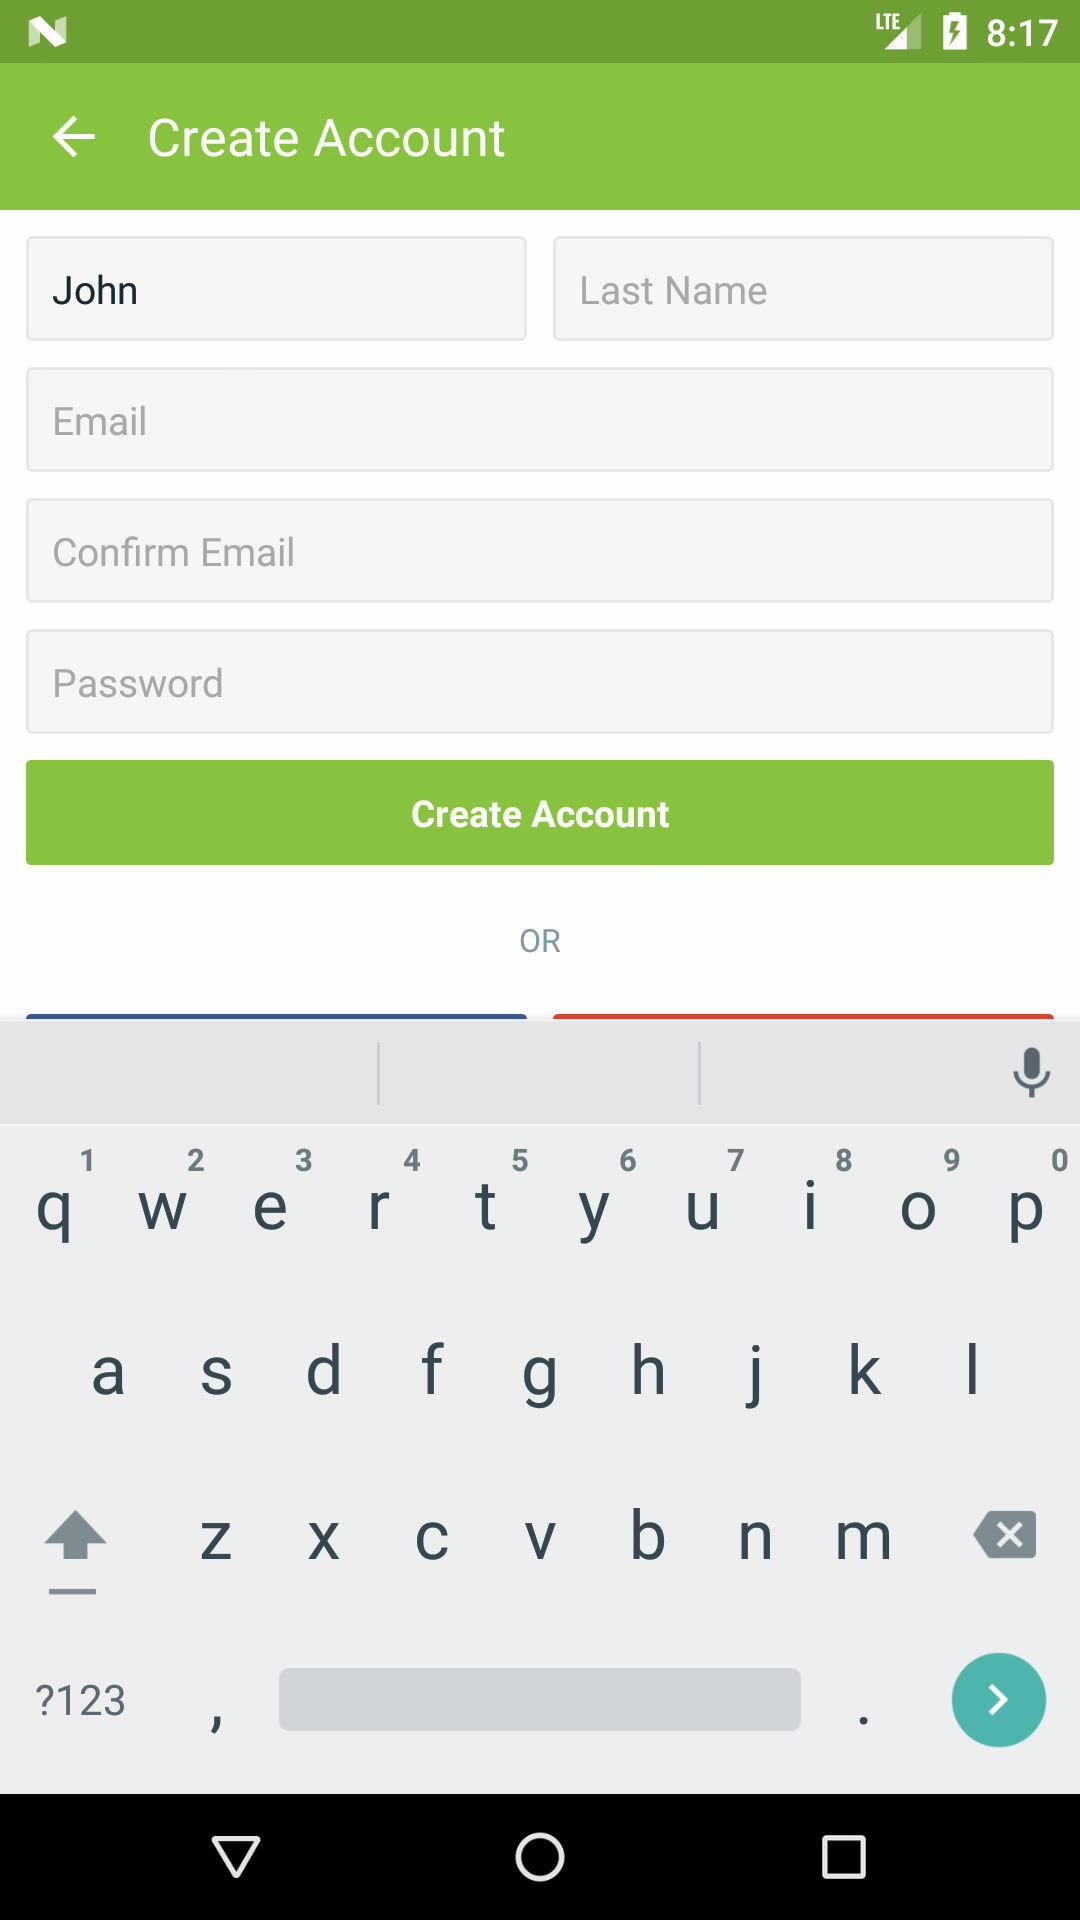 LTE 8:17
Create Account
John Last Name
Email
Confirm Email
Password
Create Account
OR
1 2 3 4 5 6 7 8 9 0
q w e r t y u i o p
a s d f g h j k l
z x c v b n m
?123 , .